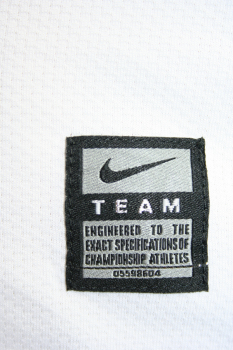 TEAM
ENGINEERED TO THE
EXACT SPECIFICATIONS OF
CHAMPIONSHIP ATHLETES
05598604